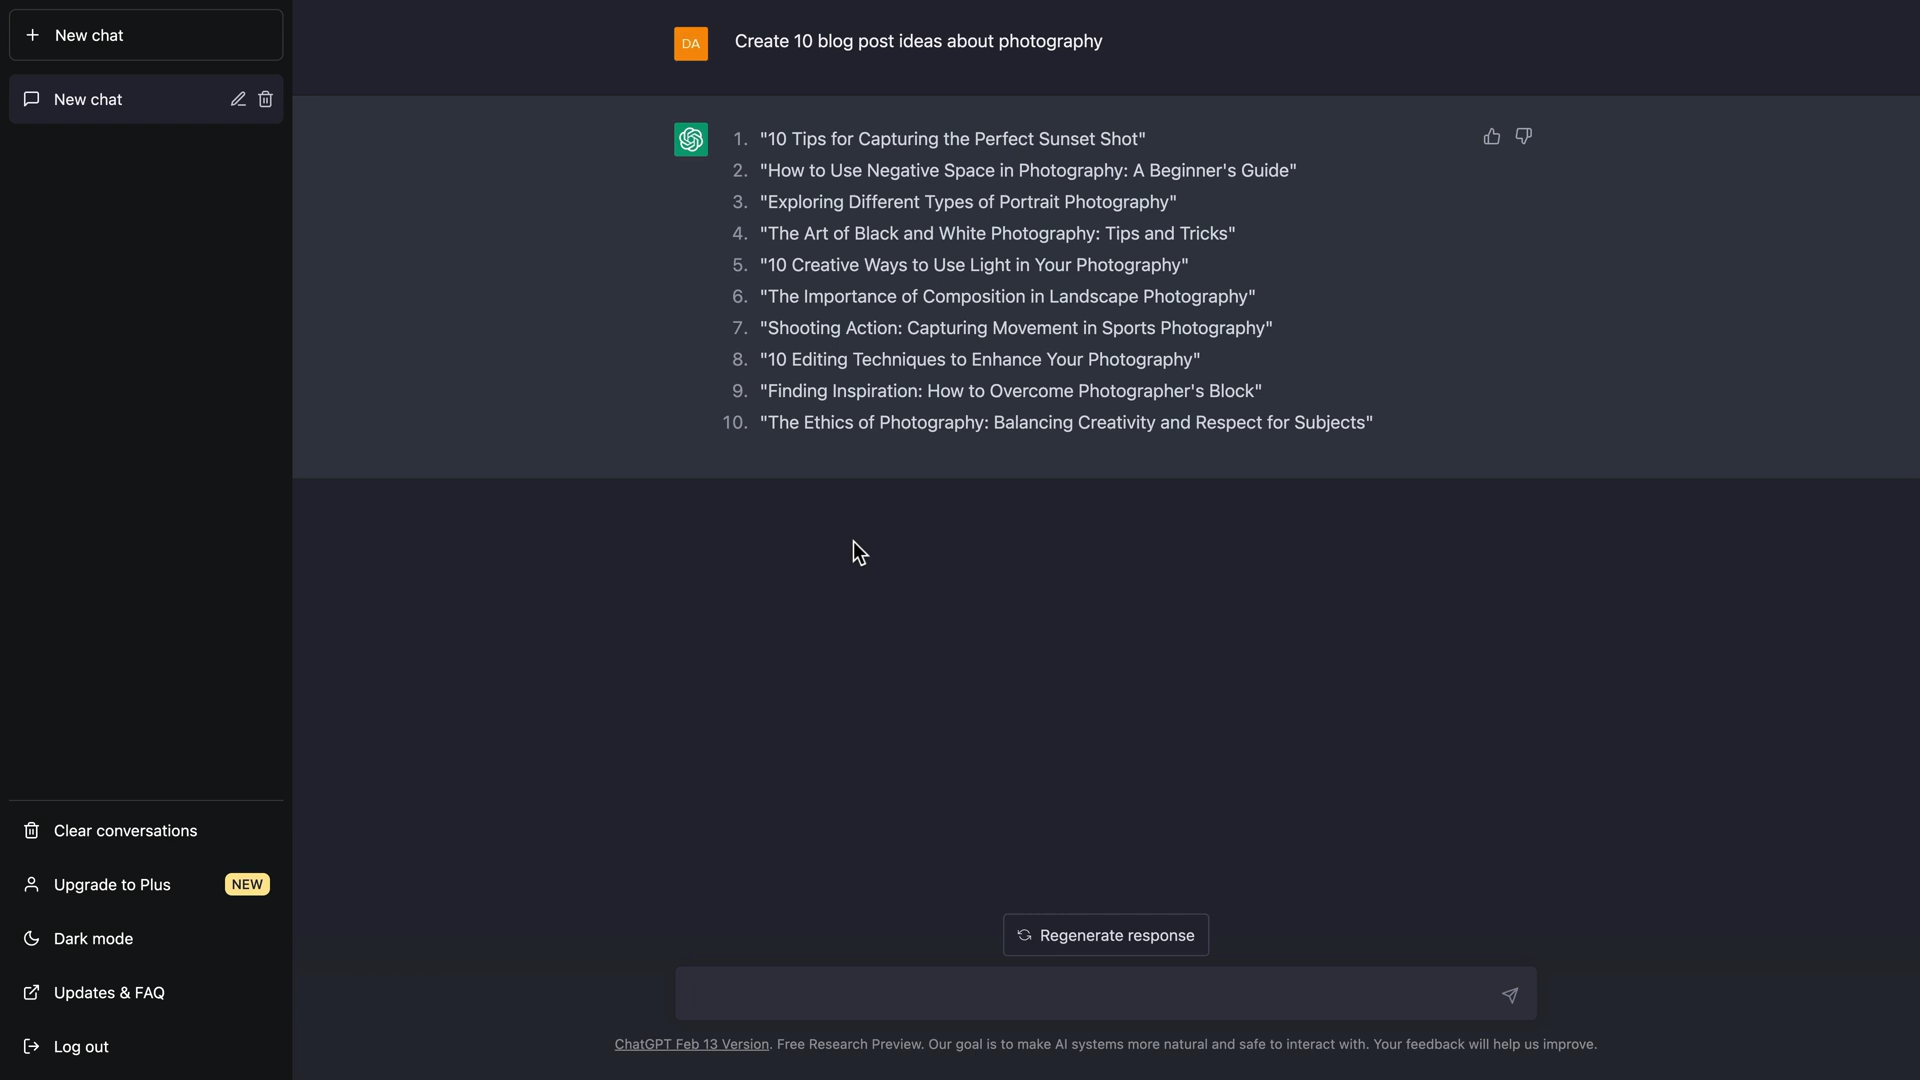 New chat
New chat
Clear conversations
Upgrade to Plus NEW
Dark mode
Updates & FAQ
Log out
DA Create 10 blog post ideas about photography
1. "10 Tips for Capturing the Perfect Sunset Shot"
2. "How to Use Negative Space in Photography: A Beginner's Guide"
3. "Exploring Different Types of Portrait Photography"
4. "The Art of Black and White Photography: Tips and Tricks"
5. "10 Creative Ways to Use Light in Your Photography"
6. "The Importance of Composition in Landscape Photography"
7. "Shooting Action: Capturing Movement in Sports Photography"
8. "10 Editing Techniques to Enhance Your Photography"
9. "Finding Inspiration: How to Overcome Photographer's Block"
10. "The Ethics of Photography: Balancing Creativity and Respect for Subjects"
Regenerate response
ChatGPT Feb 13 Version. Free Research Preview. Our goal is to make AI systems more natural and safe to interact with. Your feedback will help us improve.